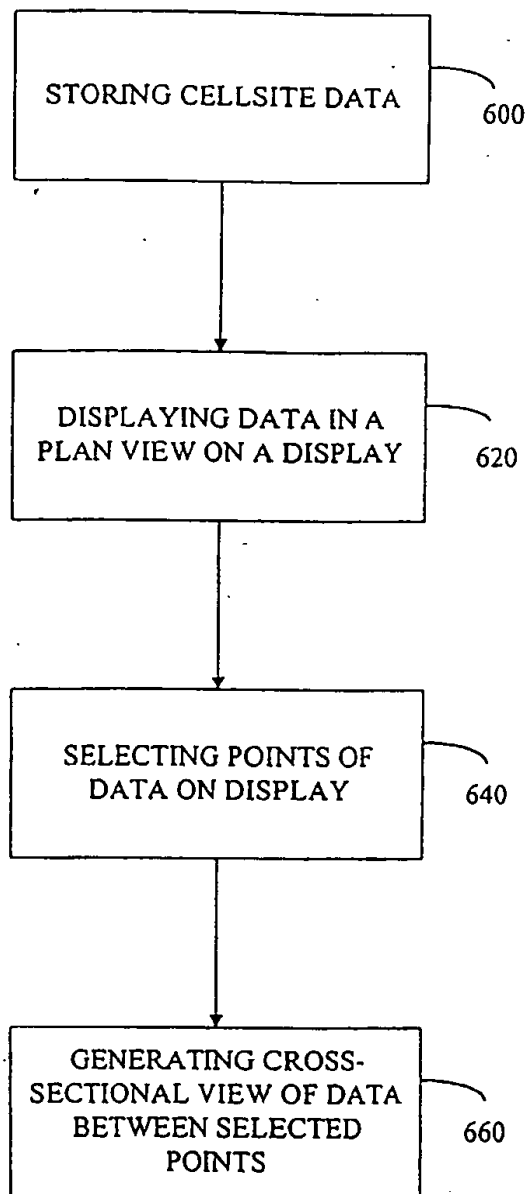 STORING CELLSITE DATA
600
DISPLAYING DATA IN A
PLAN VIEW ON A DISPLAY
620
SELECTING POINTS OF
DATA ON DISPLAY
640
GENERATING CROSS-
SECTIONAL VIEW OF DATA
BETWEEN SELECTED
POINTS
660